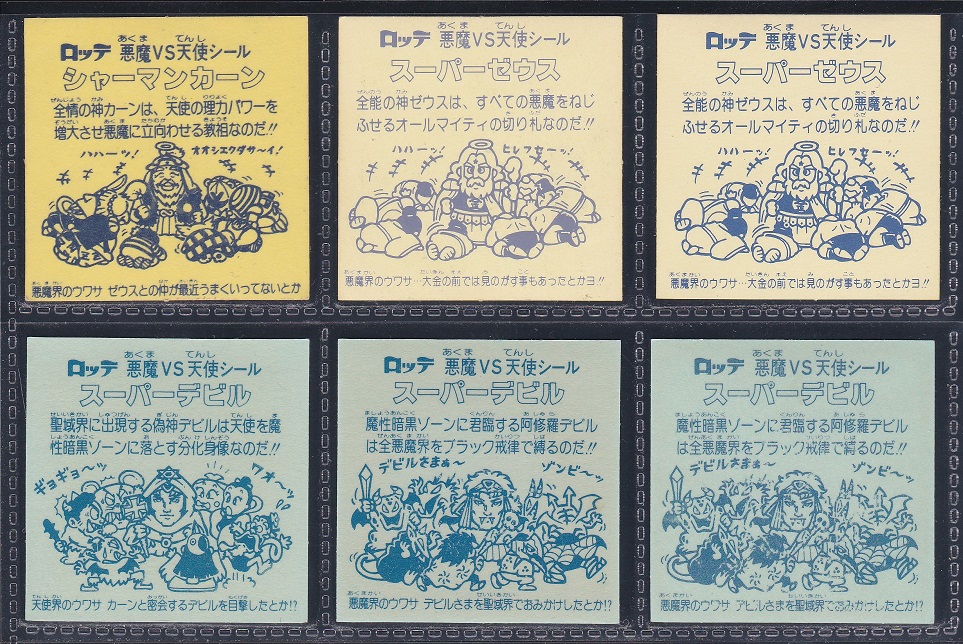 ロッテ 悪魔VS天使シール
シャーマンカーン
全情の神カーンは、天使の理力パワーを
増大させ悪魔に立向わせる教祖なのだ!!
ハハーッ! オオシエクダサーイ!
悪魔界のウワサ ゼウスとの仲が最近うまくいってないとか
ロッテ 悪魔VS天使シール
スーパーゼウス
全能の神ゼウスは、すべての悪魔をねじ
ふせるオールマイティの切り札なのだ!!
ハハーッ! ヒレフセーッ!
悪魔界のウワサ…大金の前では見のがす事もあったとかヨ!!
ロッテ 悪魔VS天使シール
スーパーゼウス
全能の神ゼウスは、すべての悪魔をねじ
ふせるオールマイティの切り札なのだ!!
ハハーッ! ヒレフセーッ!
悪魔界のウワサ…大金の前では見のがす事もあったとかヨ!!
ロッテ 悪魔VS天使シール
スーパーデビル
聖域界に出現する偽神デビルは天使を魔
性暗黒ゾーンに落とす分化身像なのだ!!
ギョギョ〜ッ ワオ〜ッ
天使界のウワサ カーンと密会するデビルを目撃したとか!?
ロッテ 悪魔VS天使シール
スーパーデビル
魔性暗黒ゾーンに君臨する阿修羅デビル
は全悪魔界をブラック戒律で縛るのだ!!
デビルさまぁ〜 ゾンビ〜ッ
悪魔界のウワサ デビルさまを聖域界でおみかけしたとか!?
ロッテ 悪魔VS天使シール
スーパーデビル
魔性暗黒ゾーンに君臨する阿修羅デビル
は全悪魔界をブラック戒律で縛るのだ!!
デビルさまぁ〜 ゾンビ〜ッ
悪魔界のウワサ デビルさまを聖域界でおみかけしたとか!?